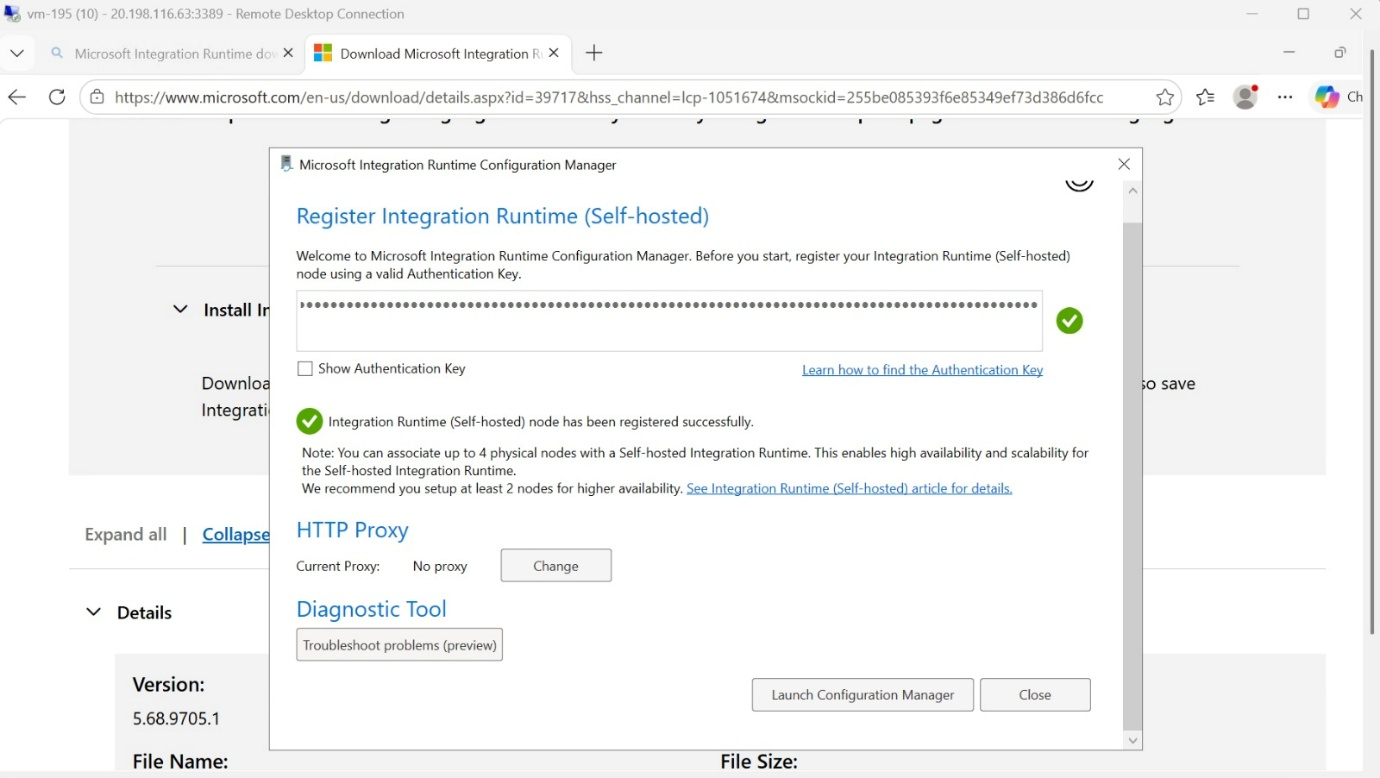 vm-195 (10) - 20.198.116.63:3389 - Remote Desktop Connection
Microsoft Integration Runtime dov
Download Microsoft Integration R
https://www.microsoft.com/en-us/download/details.aspx?id=39717&hss_channel=lcp-1051674&msockid=255be085393f6e85349ef73d386d6fcc
Ch
Microsoft Integration Runtime Configuration Manager
Register Integration Runtime (Self-hosted)
Welcome to Microsoft Integration Runtime Configuration Manager. Before you start, register your Integration Runtime (Self-hosted)
node using a valid Authentication Key.
Show Authentication Key
Learn how to find the Authentication Key
Integration Runtime (Self-hosted) node has been registered successfully.
Note: You can associate up to 4 physical nodes with a Self-hosted Integration Runtime. This enables high availability and scalability for
the Self-hosted Integration Runtime.
We recommend you setup at least 2 nodes for higher availability. See Integration Runtime (Self-hosted) article for details.
HTTP Proxy
Current Proxy: No proxy Change
Diagnostic Tool
Troubleshoot problems (preview)
Launch Configuration Manager Close
Install In
Downloa
so save
Integrati
Expand all | Collapse
Details
Version:
5.68.9705.1
File Name:
File Size: